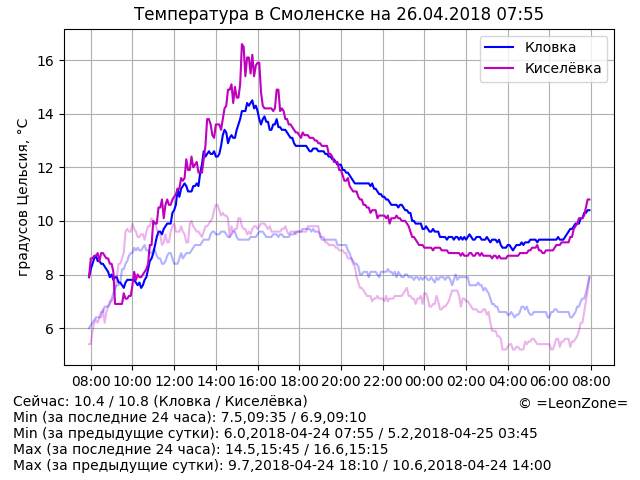 Температура в Смоленске на 26.04.2018 07:55
градусов Цельсия, °C
16
14
12
10
8
6
Кловка
Киселёвка
08:00 10:00 12:00 14:00 16:00 18:00 20:00 22:00 00:00 02:00 04:00 06:00 08:00
Сейчас: 10.4 / 10.8 (Кловка / Киселёвка)
© =LeonZone=
Min (за последние 24 часа): 7.5,09:35 / 6.9,09:10
Min (за предыдущие сутки): 6.0,2018-04-24 07:55 / 5.2,2018-04-25 03:45
Max (за последние 24 часа): 14.5,15:45 / 16.6,15:15
Max (за предыдущие сутки): 9.7,2018-04-24 18:10 / 10.6,2018-04-24 14:00